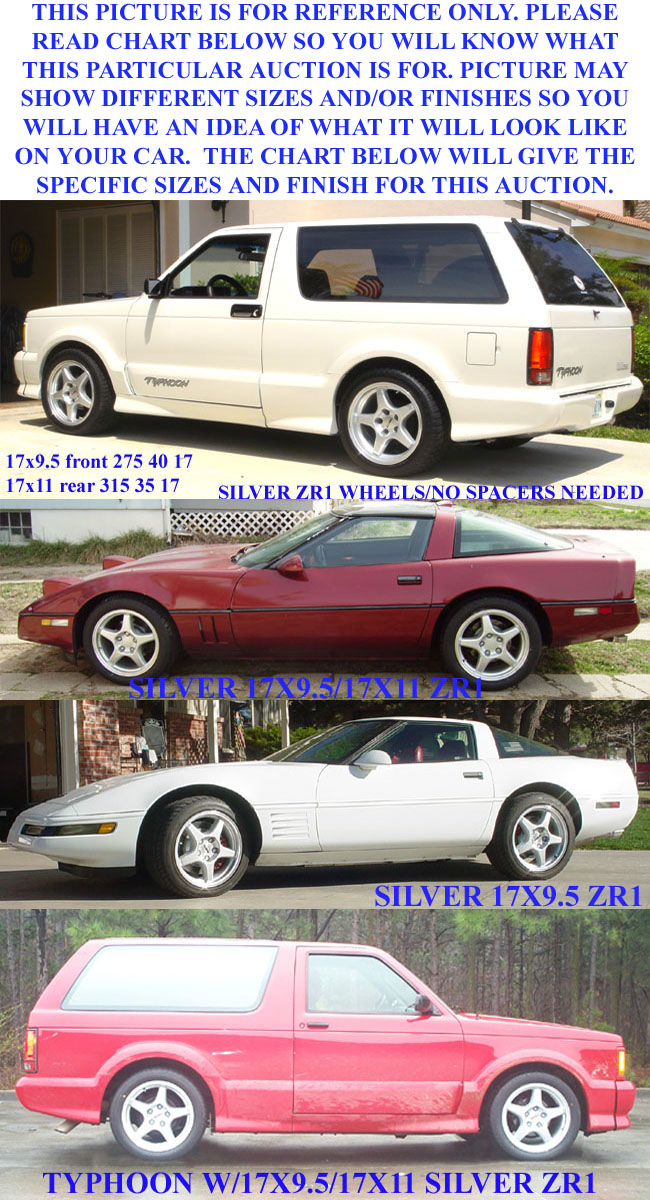 THIS PICTURE IS FOR REFERENCE ONLY. PLEASE
READ CHART BELOW SO YOU WILL KNOW WHAT
THIS PARTICULAR AUCTION IS FOR. PICTURE MAY
SHOW DIFFERENT SIZES AND/OR FINISHES SO YOU
WILL HAVE AN IDEA OF WHAT IT WILL LOOK LIKE
ON YOUR CAR. THE CHART BELOW WILL GIVE THE
SPECIFIC SIZES AND FINISH FOR THIS AUCTION.
TYPHOON
TYPHOON
17x9.5 front 275 40 17
17x11 rear 315 35 17
SILVER ZR1 WHEELS/NO SPACERS NEEDED
SILVER 17X9.5/17X11 ZR1
SILVER 17X9.5 ZR1
TYPHOON W/17X9.5/17X11 SILVER ZR1